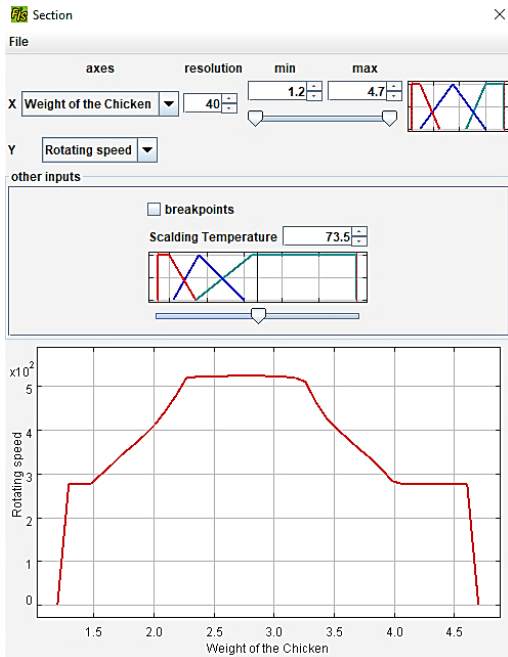 Fis Section
File
axes resolution min max
X Weight of the Chicken 40 1.2 4.7
Y Rotating speed
other inputs
breakpoints
Scalding Temperature 73.5
x10²
5
4
3
2
1
0
Rotating speed
1.5 2.0 2.5 3.0 3.5 4.0 4.5
Weight of the Chicken